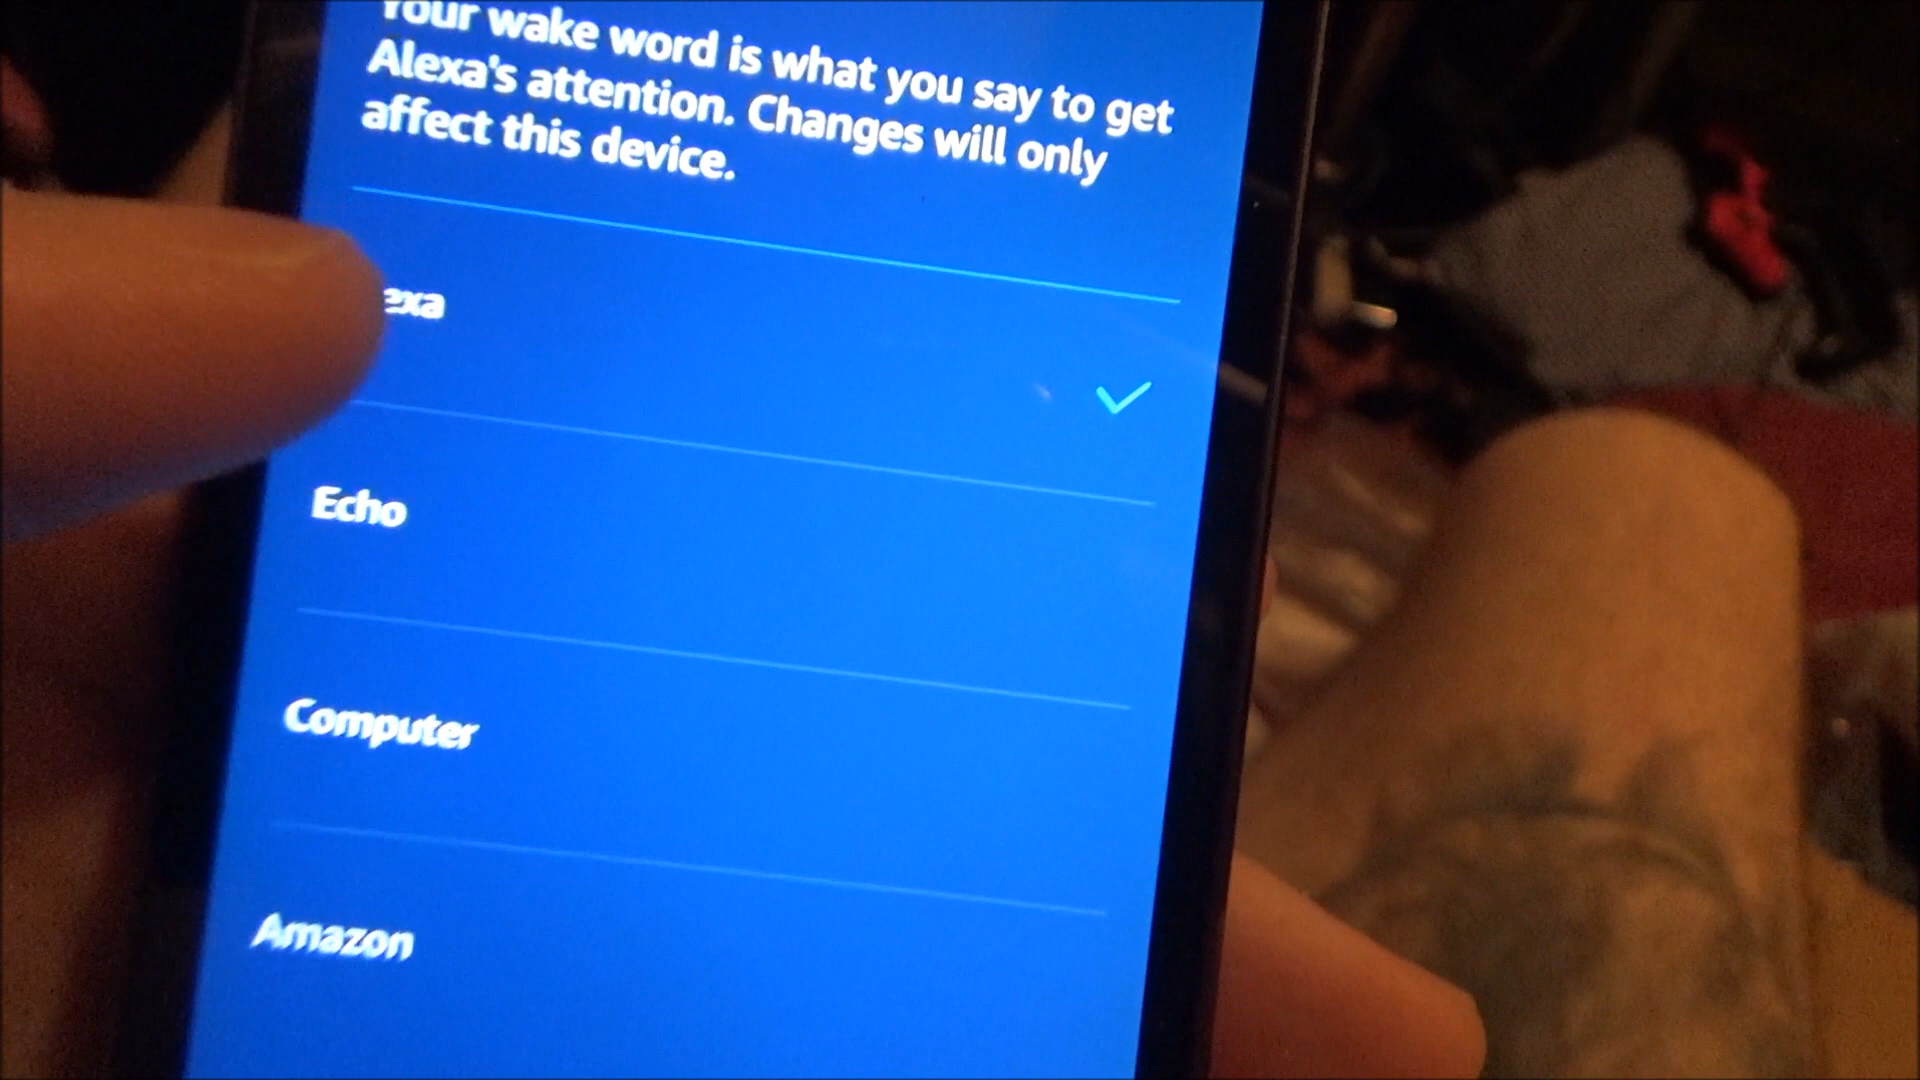 Your wake word is what you say to get
Alexa's attention. Changes will only
affect this device.
exa
Echo
Computer
Amazon